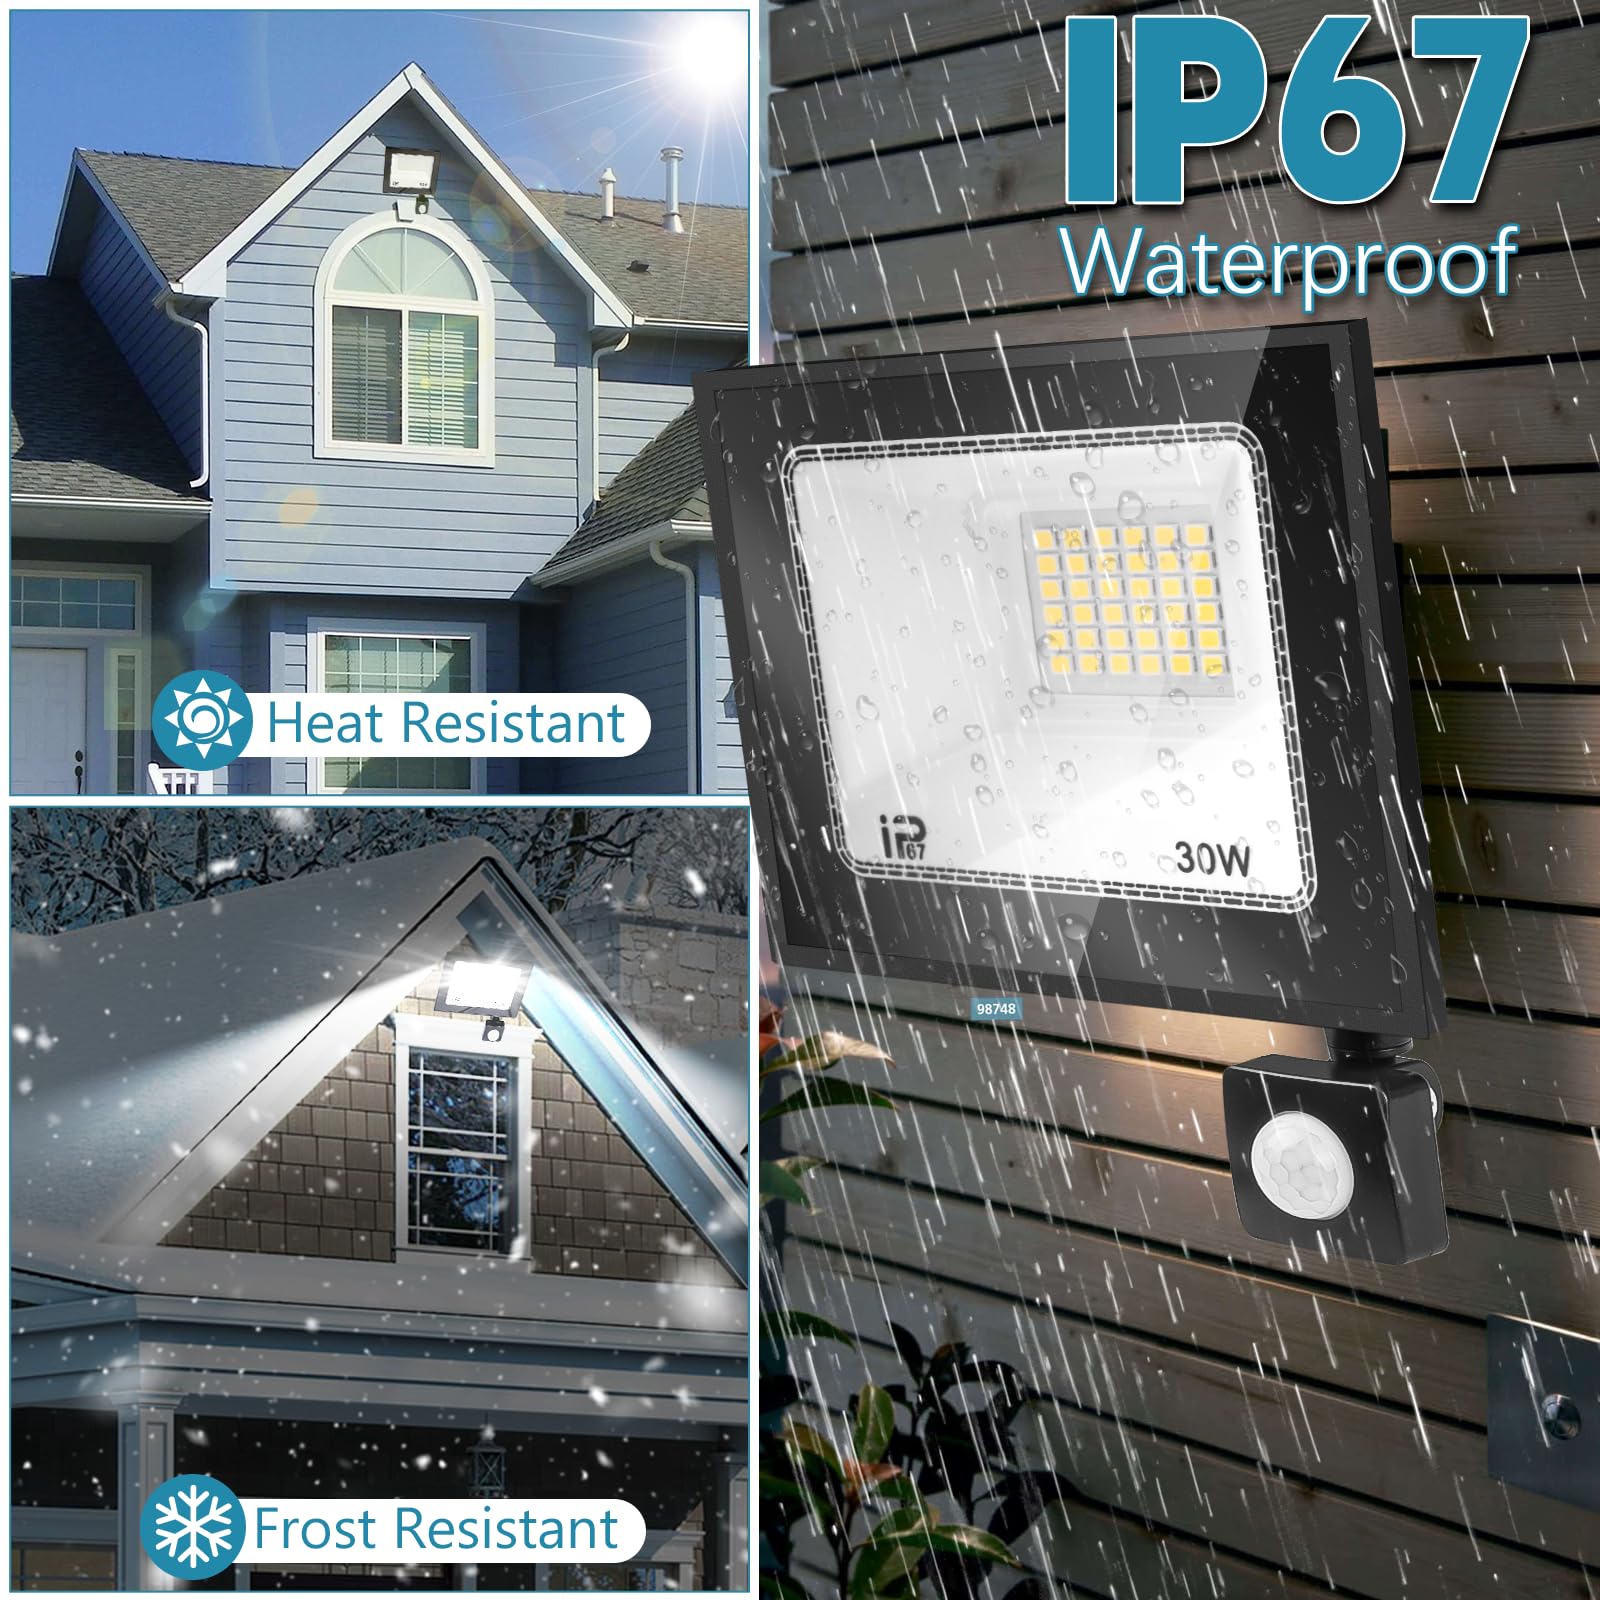 IP67
Waterproof
Heat Resistant
iP67
30W
98748
Frost Resistant